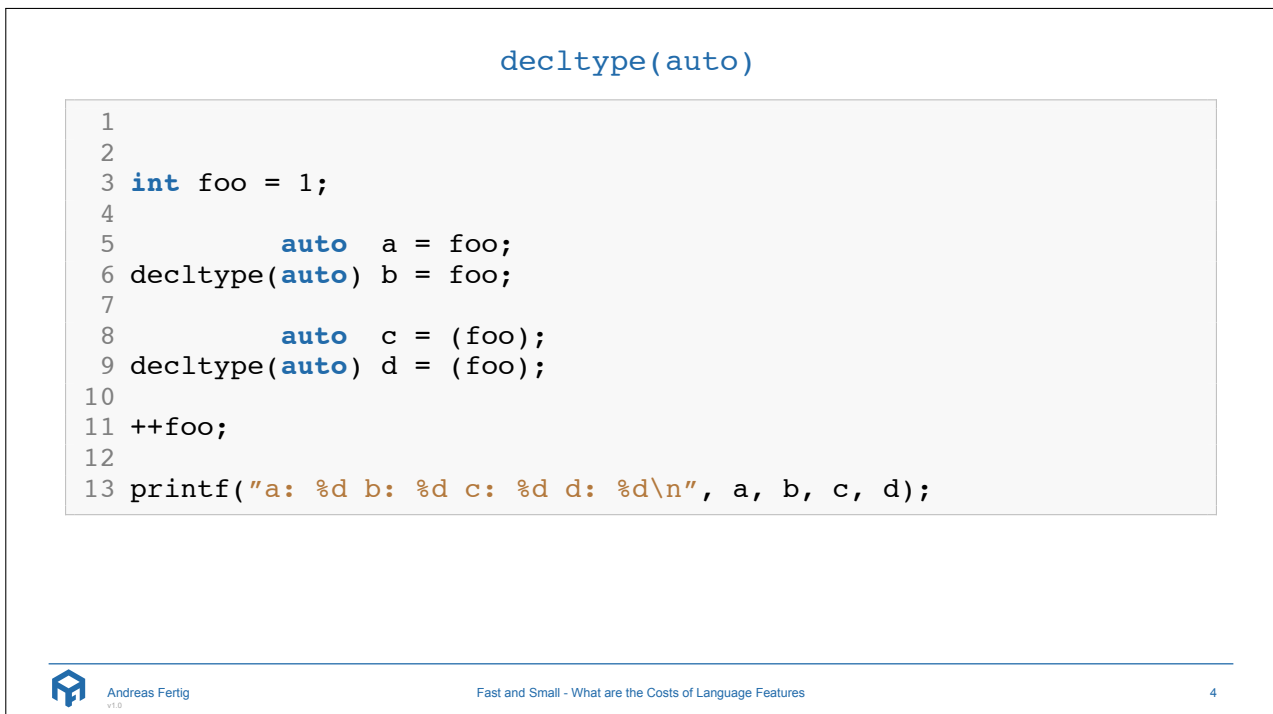 decltype(auto)
1
2
3 int foo = 1;
4
5           auto  a = foo;
6 decltype(auto) b = foo;
7
8           auto  c = (foo);
9 decltype(auto) d = (foo);
10
11 ++foo;
12
13 printf(″a: %d b: %d c: %d d: %d\n″, a, b, c, d);
Andreas Fertig
v1.0
Fast and Small - What are the Costs of Language Features
4